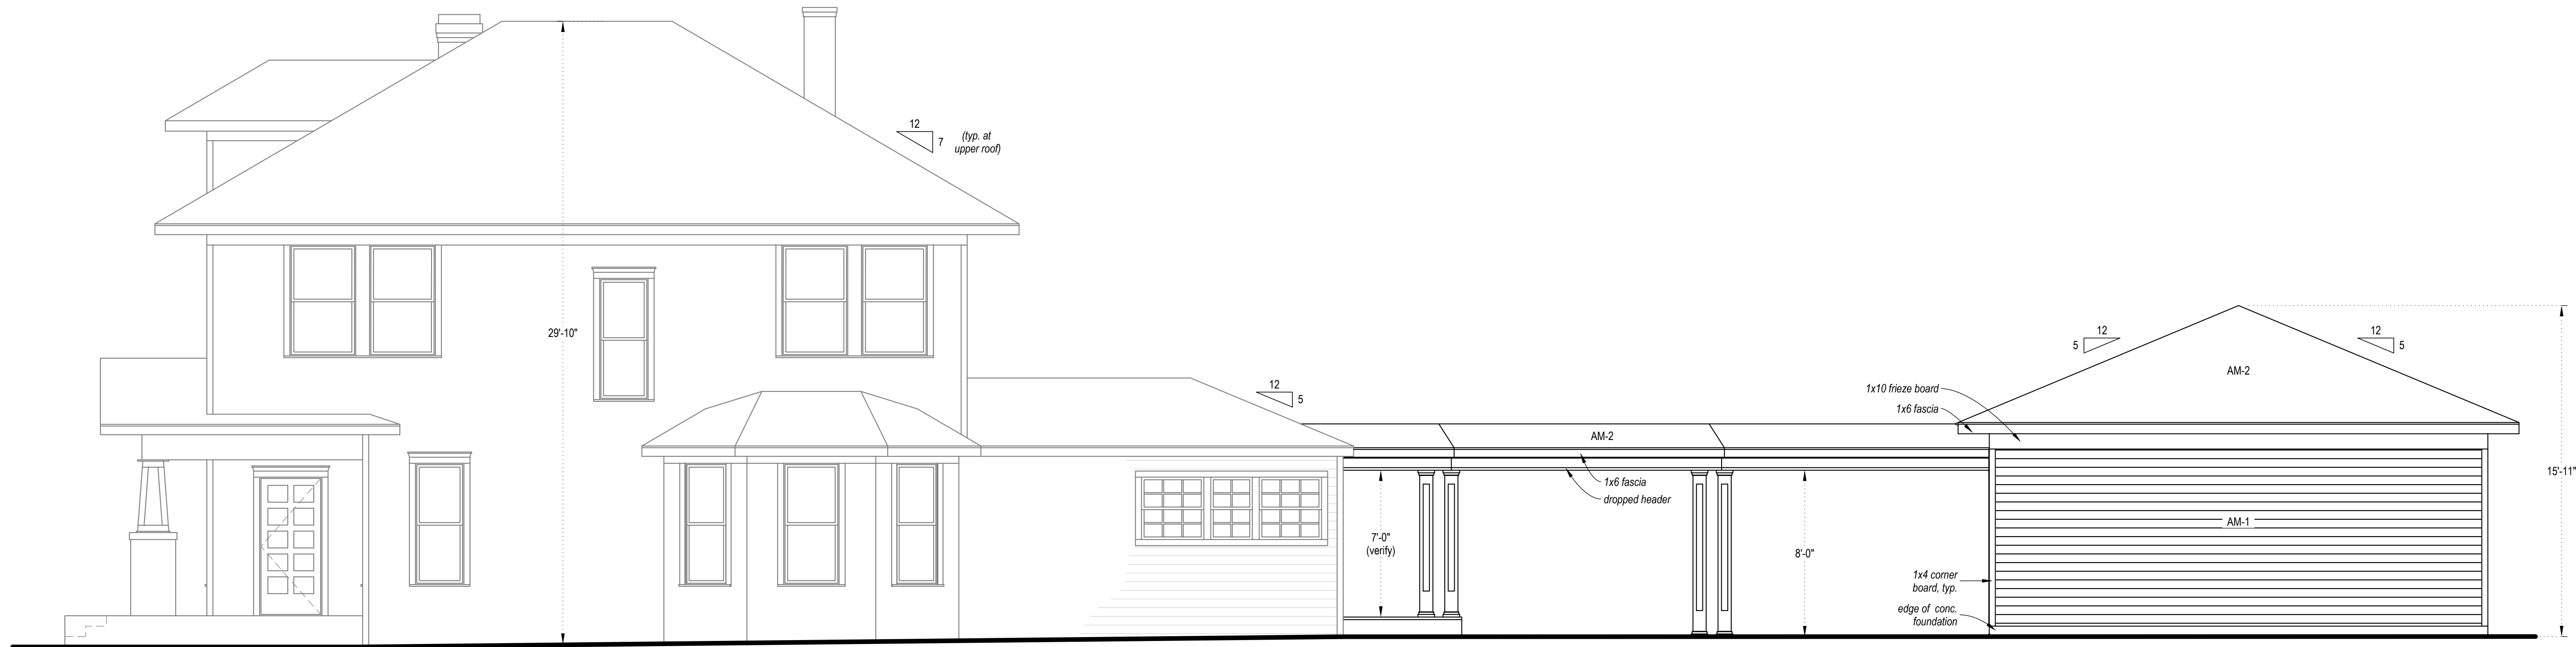 12
7
(typ. at
upper roof)
29'-10"
12
5
12
5
12
5
AM-2
1x10 frieze board
1x6 fascia
AM-2
15'-11"
1x6 fascia
dropped header
AM-1
7'-0"
(verify)
8'-0"
1x4 corner
board, typ.
edge of conc.
foundation